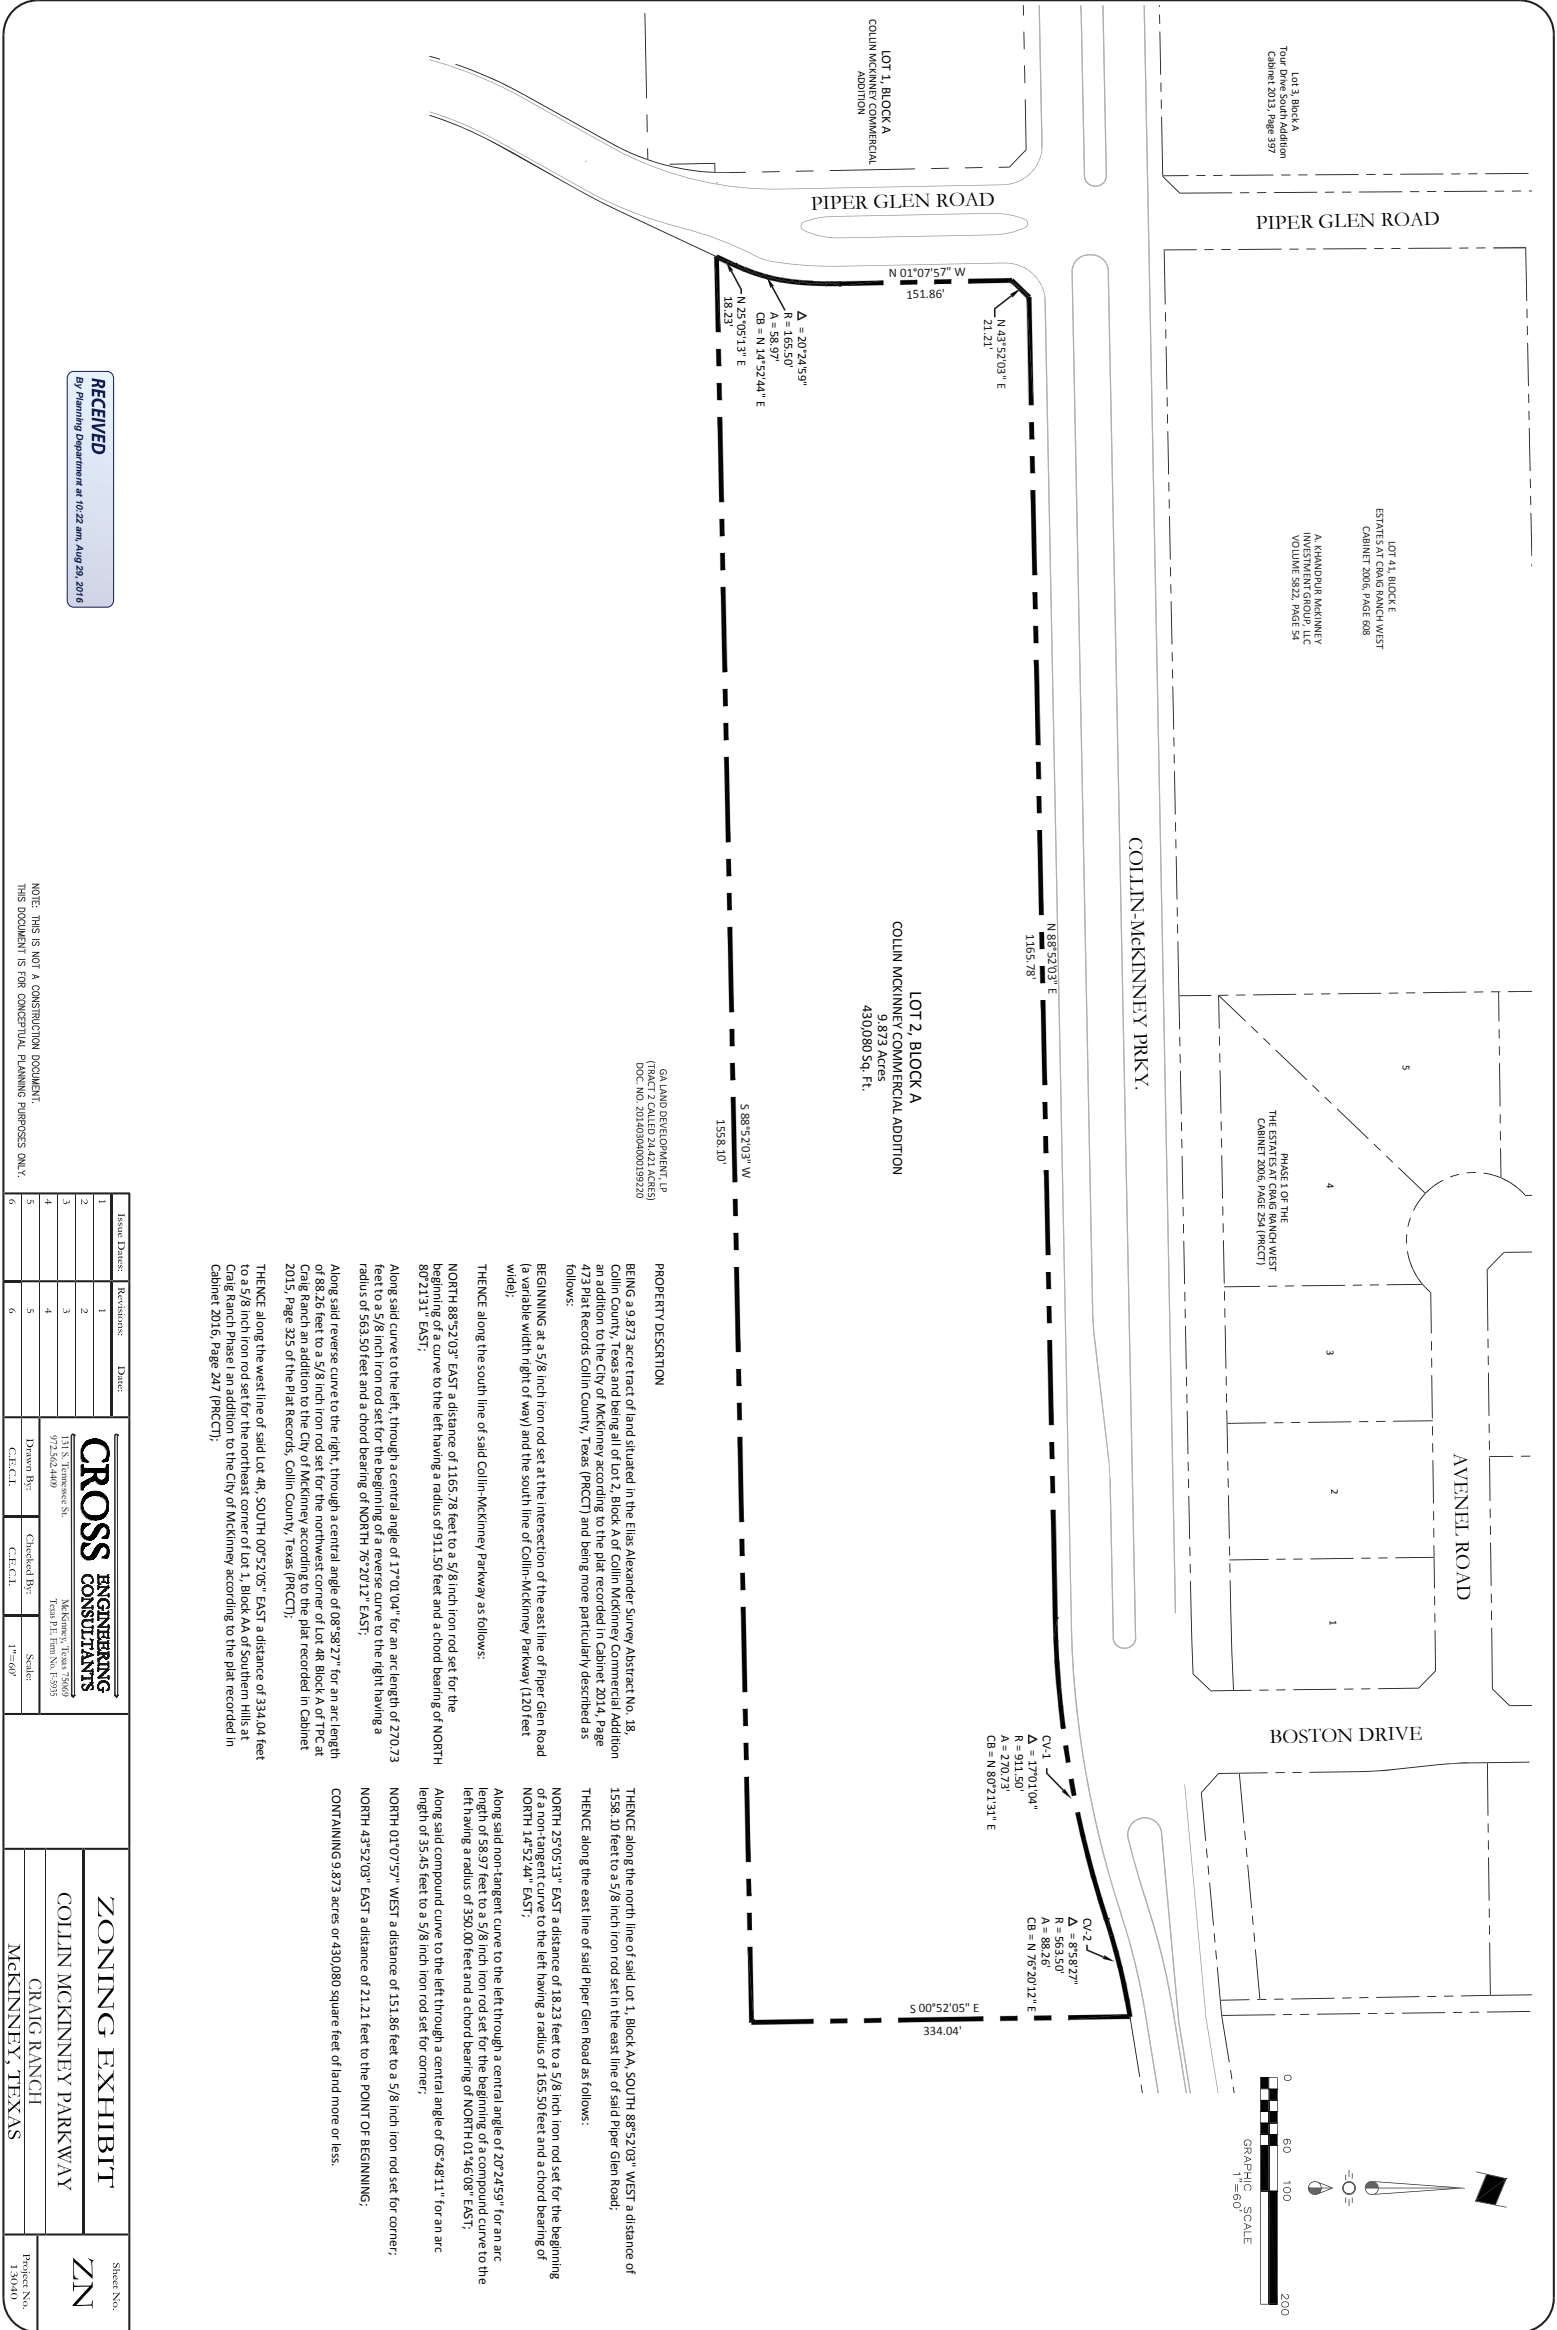 Lot 3, Block A
Tour Drive South Addition
Cabinet 2013, Page 397
PIPER GLEN ROAD
LOT 41, BLOCK E
ESTATES AT CRAIG RANCH WEST
CABINET 2006, PAGE 608
A. KHANDPUR McKINNEY
INVESTMENT GROUP, LLC
VOLUME 5822, PAGE 54
5
4
3
2
1
PHASE 1 OF THE
THE ESTATES AT CRAIG RANCH WEST
CABINET 2006, PAGE 254 (PRCCT)
AVENEL ROAD
BOSTON DRIVE
COLLIN-McKINNEY PRKY.
LOT 1, BLOCK A
COLLIN MCKINNEY COMMERCIAL
ADDITION
PIPER GLEN ROAD
N 01°07'57" W
151.86'
N 43°52'03" E
21.21'
N 88°52'03" E
1165.78'
CV-1
Δ = 17°01'04"
R = 911.50'
A = 270.73'
CB = N 80°21'31" E
CV-2
Δ = 8°58'27"
R = 563.50'
A = 88.26'
CB = N 76°20'12" E
S 00°52'05" E
334.04'
LOT 2, BLOCK A
COLLIN MCKINNEY COMMERCIAL ADDITION
9.873 Acres
430,080 Sq. Ft.
Δ = 20°24'59"
R = 165.50'
A = 58.97'
CB = N 14°52'44" E
N 25°05'13" E
18.23'
S 88°52'03" W
1558.10'
GA LAND DEVELOPMENT, LP
(TRACT 2 CALLED 24.421 ACRES)
DOC. NO. 20140304000199220
0 60 100 200
GRAPHIC SCALE
1"=60'
PROPERTY DESCRTION
BEING a 9.873 acre tract of land situated in the Elias Alexander Survey Abstract No. 18,
Collin County, Texas and being all of Lot 2, Block A of Collin McKinney Commercial Addition
an addition to the City of McKinney according to the plat recorded in Cabinet 2014, Page
473 Plat Records Collin County, Texas (PRCCT) and being more particularly described as
follows:
BEGINNING at a 5/8 inch iron rod set at the intersection of the east line of Piper Glen Road
(a variable width right of way) and the south line of Collin-McKinney Parkway (120 feet
wide);
THENCE along the south line of said Collin-McKinney Parkway as follows:
NORTH 88°52'03" EAST a distance of 1165.78 feet to a 5/8 inch iron rod set for the
beginning of a curve to the left having a radius of 911.50 feet and a chord bearing of NORTH
80°21'31" EAST;
Along said curve to the left, through a central angle of 17°01'04" for an arc length of 270.73
feet to a 5/8 inch iron rod set for the beginning of a reverse curve to the right having a
radius of 563.50 feet and a chord bearing of NORTH 76°20'12" EAST;
Along said reverse curve to the right, through a central angle of 08°58'27" for an arc length
of 88.26 feet to a 5/8 inch iron rod set for the northwest corner of Lot 4R Block A of TPC at
Craig Ranch an addition to the City of McKinney according to the plat recorded in Cabinet
2015, Page 325 of the Plat Records, Collin County, Texas (PRCCT);
THENCE along the west line of said Lot 4R, SOUTH 00°52'05" EAST a distance of 334.04 feet
to a 5/8 inch iron rod set for the northeast corner of Lot 1, Block AA of Southern Hills at
Craig Ranch Phase I an addition to the City of McKinney according to the plat recorded in
Cabinet 2016, Page 247 (PRCCT);
THENCE along the north line of said Lot 1, Block AA, SOUTH 88°52'03" WEST a distance of
1558.10 feet to a 5/8 inch iron rod set in the east line of said Piper Glen Road;
THENCE along the east line of said Piper Glen Road as follows:
NORTH 25°05'13" EAST a distance of 18.23 feet to a 5/8 inch iron rod set for the beginning
of a non-tangent curve to the left having a radius of 165.50 feet and a chord bearing of
NORTH 14°52'44" EAST;
Along said non-tangent curve to the left through a central angle of 20°24'59" for an arc
length of 58.97 feet to a 5/8 inch iron rod set for the beginning of a compound curve to the
left having a radius of 350.00 feet and a chord bearing of NORTH 01°46'08" EAST;
Along said compound curve to the left through a central angle of 05°48'11" for an arc
length of 35.45 feet to a 5/8 inch iron rod set for corner;
NORTH 01°07'57" WEST a distance of 151.86 feet to a 5/8 inch iron rod set for corner;
NORTH 43°52'03" EAST a distance of 21.21 feet to the POINT OF BEGINNING;
CONTAINING 9.873 acres or 430,080 square feet of land more or less.
RECEIVED
By Planning Department at 10:22 am, Aug 29, 2016
NOTE: THIS IS NOT A CONSTRUCTION DOCUMENT.
THIS DOCUMENT IS FOR CONCEPTUAL PLANNING PURPOSES ONLY.
Issue Dates: Revisions: Date:
1 1
2 2
3 3
4 4
5 5
6 6
CROSS ENGINEERING CONSULTANTS
131 S. Tennessee St. McKinney, Texas 75069
972.562.4409 Texas P.E. Firm No. F-5935
Drawn By: Checked By: Scale:
C.E.C.I. C.E.C.I. 1"=60'
ZONING EXHIBIT
COLLIN MCKINNEY PARKWAY
CRAIG RANCH
McKINNEY, TEXAS
Sheet No.
ZN
Project No.
13040